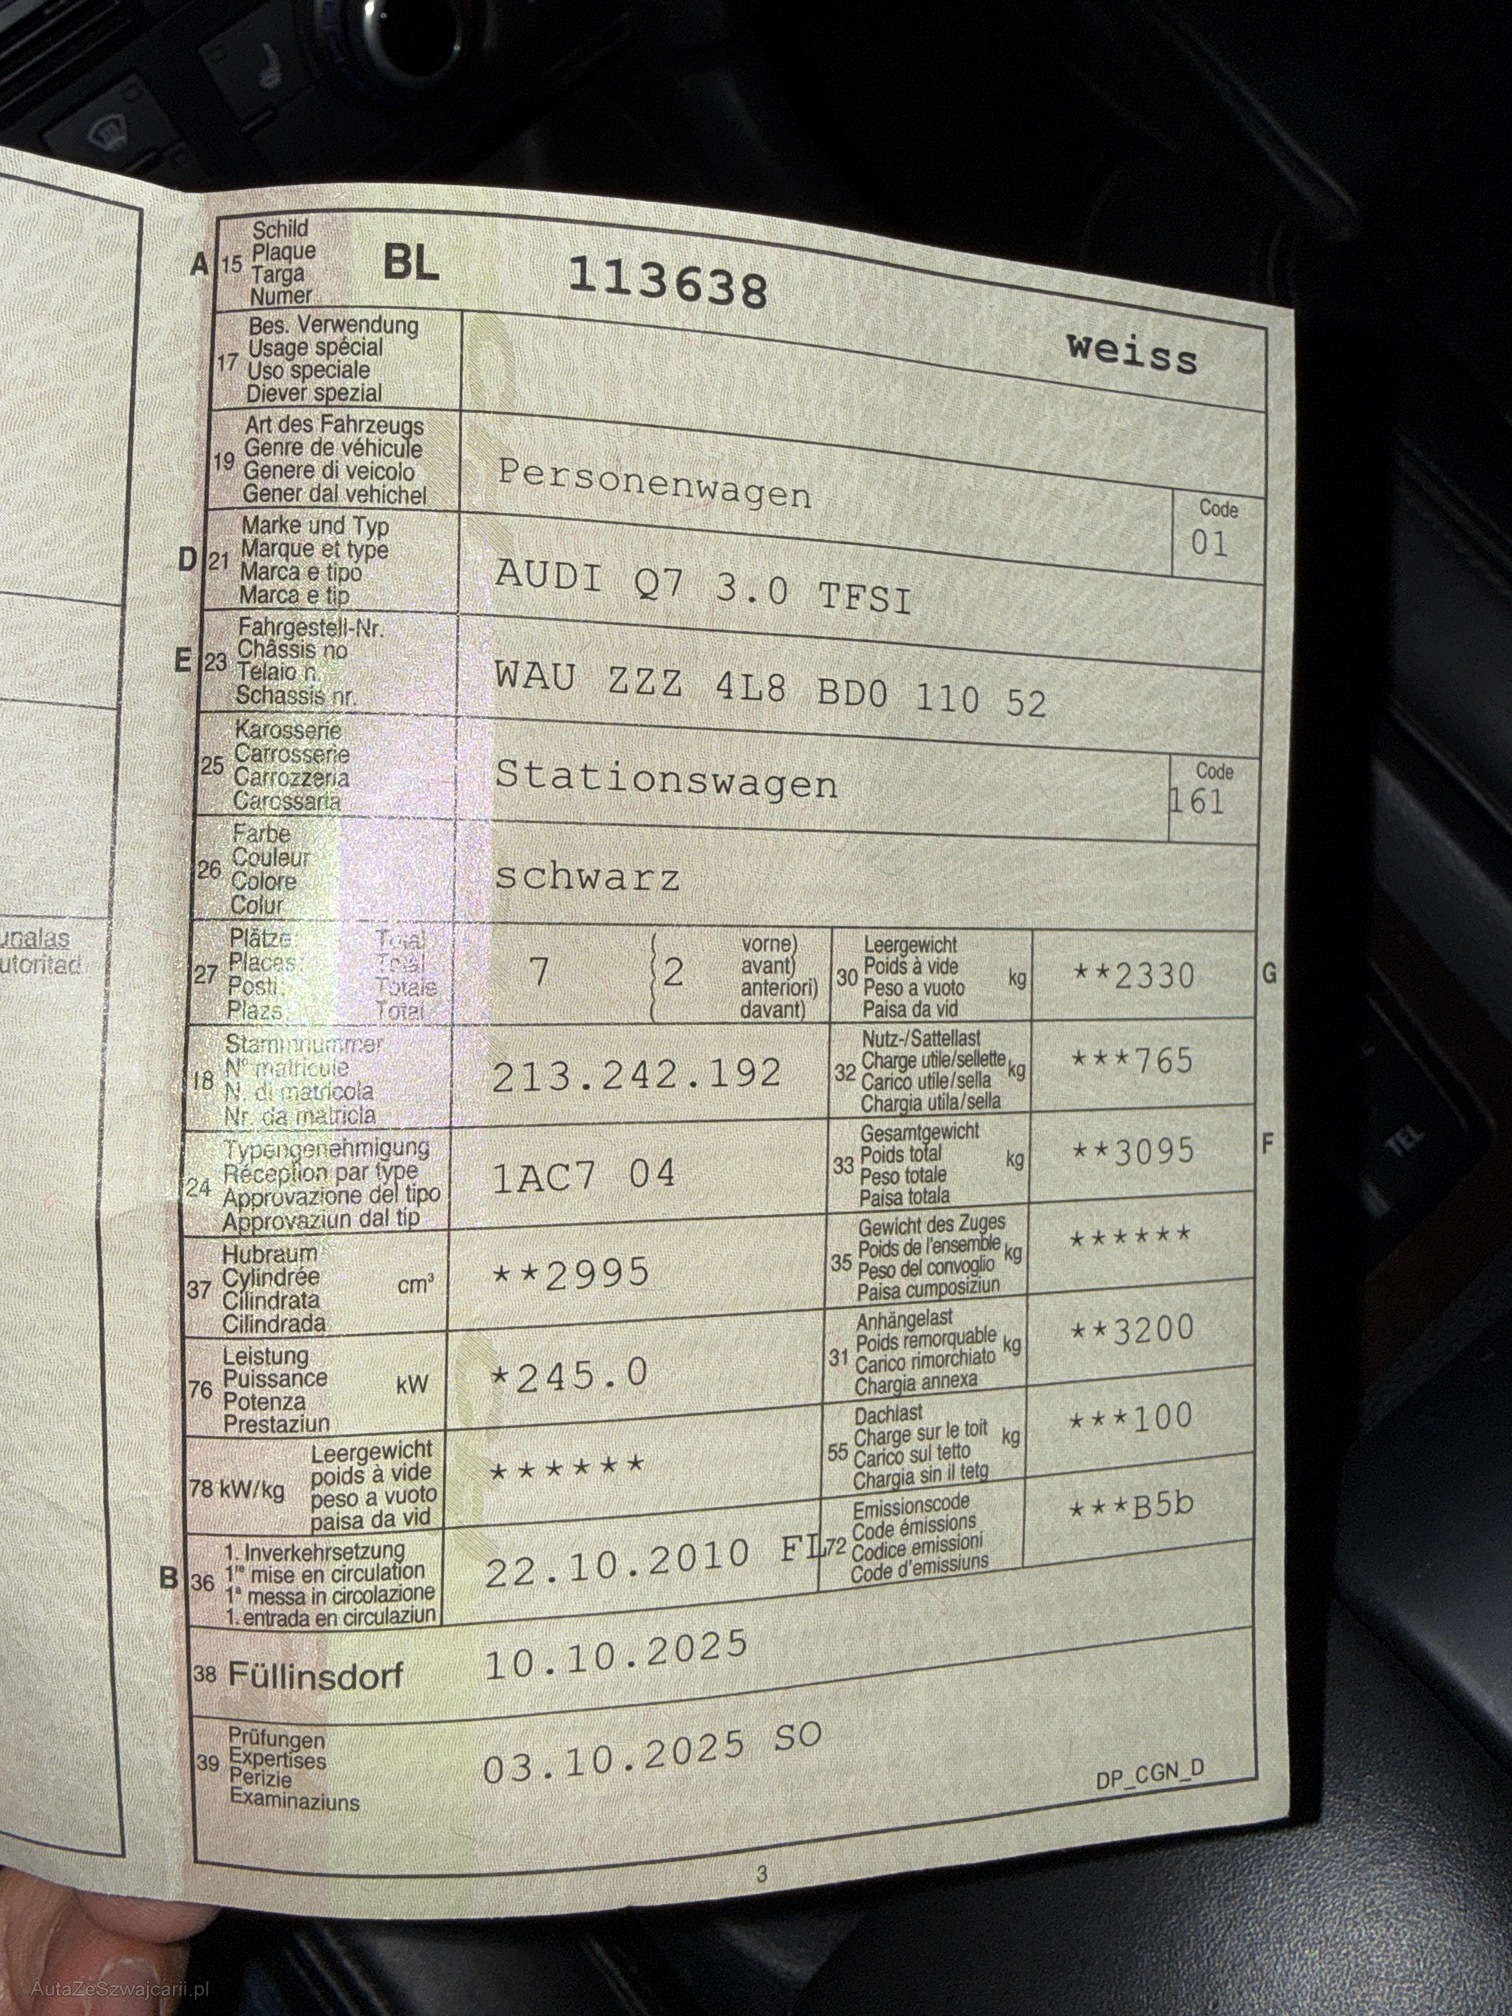 A 15 Schild
Plaque
Targa
Numer
BL 113638
weiss
17 Bes. Verwendung
Usage spécial
Uso speciale
Diever spezial
19 Art des Fahrzeugs
Genre de véhicule
Genere di veicolo
Gener dal vehichel
Personenwagen
Code
01
D 21 Marke und Typ
Marque et type
Marca e tipo
Marca e tip
AUDI Q7 3.0 TFSI
E 23 Fahrgestell-Nr.
Châssis no
Telaio n.
Schassis nr.
WAU ZZZ 4L8 BD0 110 52
25 Karosserie
Carrosserie
Carrozzeria
Carossaria
Stationswagen
Code
161
26 Farbe
Couleur
Colore
Colur
schwarz
unalas
utoritad
27 Plätze: Total
Places: Total
Posti: Totale
Plazs Total
7 2
vorne)
avant)
anteriori)
davant)
30 Leergewicht
Poids à vide
Peso a vuoto
Paisa da vid
kg
**2330
G
18 Stammnummer
N° matricule
N. di matricola
Nr. da matricla
213.242.192
32 Nutz-/Sattellast
Charge utile/sellette
Carico utile/sella
Chargia utila/sella
kg
***765
24 Typengenehmigung
Réception par type
Approvazione del tipo
Approvaziun dal tip
1AC7 04
33 Gesamtgewicht
Poids total
Peso totale
Paisa totala
kg
**3095
F
37 Hubraum
Cylindrée
Cilindrata
Cilindrada
cm³
**2995
35 Gewicht des Zuges
Poids de l'ensemble
Peso del convoglio
Paisa cumposiziun
kg
******
76 Leistung
Puissance
Potenza
Prestaziun
kW
*245.0
31 Anhängelast
Poids remorquable
Carico rimorchiato
Chargia annexa
kg
**3200
78 kW/kg
Leergewicht
poids à vide
peso a vuoto
paisa da vid
******
55 Dachlast
Charge sur le toit
Carico sul tetto
Chargia sin il tetg
kg
***100
B 36 1. Inverkehrsetzung
1re mise en circulation
1a messa in circolazione
1. entrada en circulaziun
22.10.2010 FL
72 Emissionscode
Code émissions
Codice emissioni
Code d'emissiuns
***B5b
38 Füllinsdorf 10.10.2025
39 Prüfungen
Expertises
Perizie
Examinaziuns
03.10.2025 SO
DP_CGN_D
3
TEL
AutaZeSzwajcarii.pl